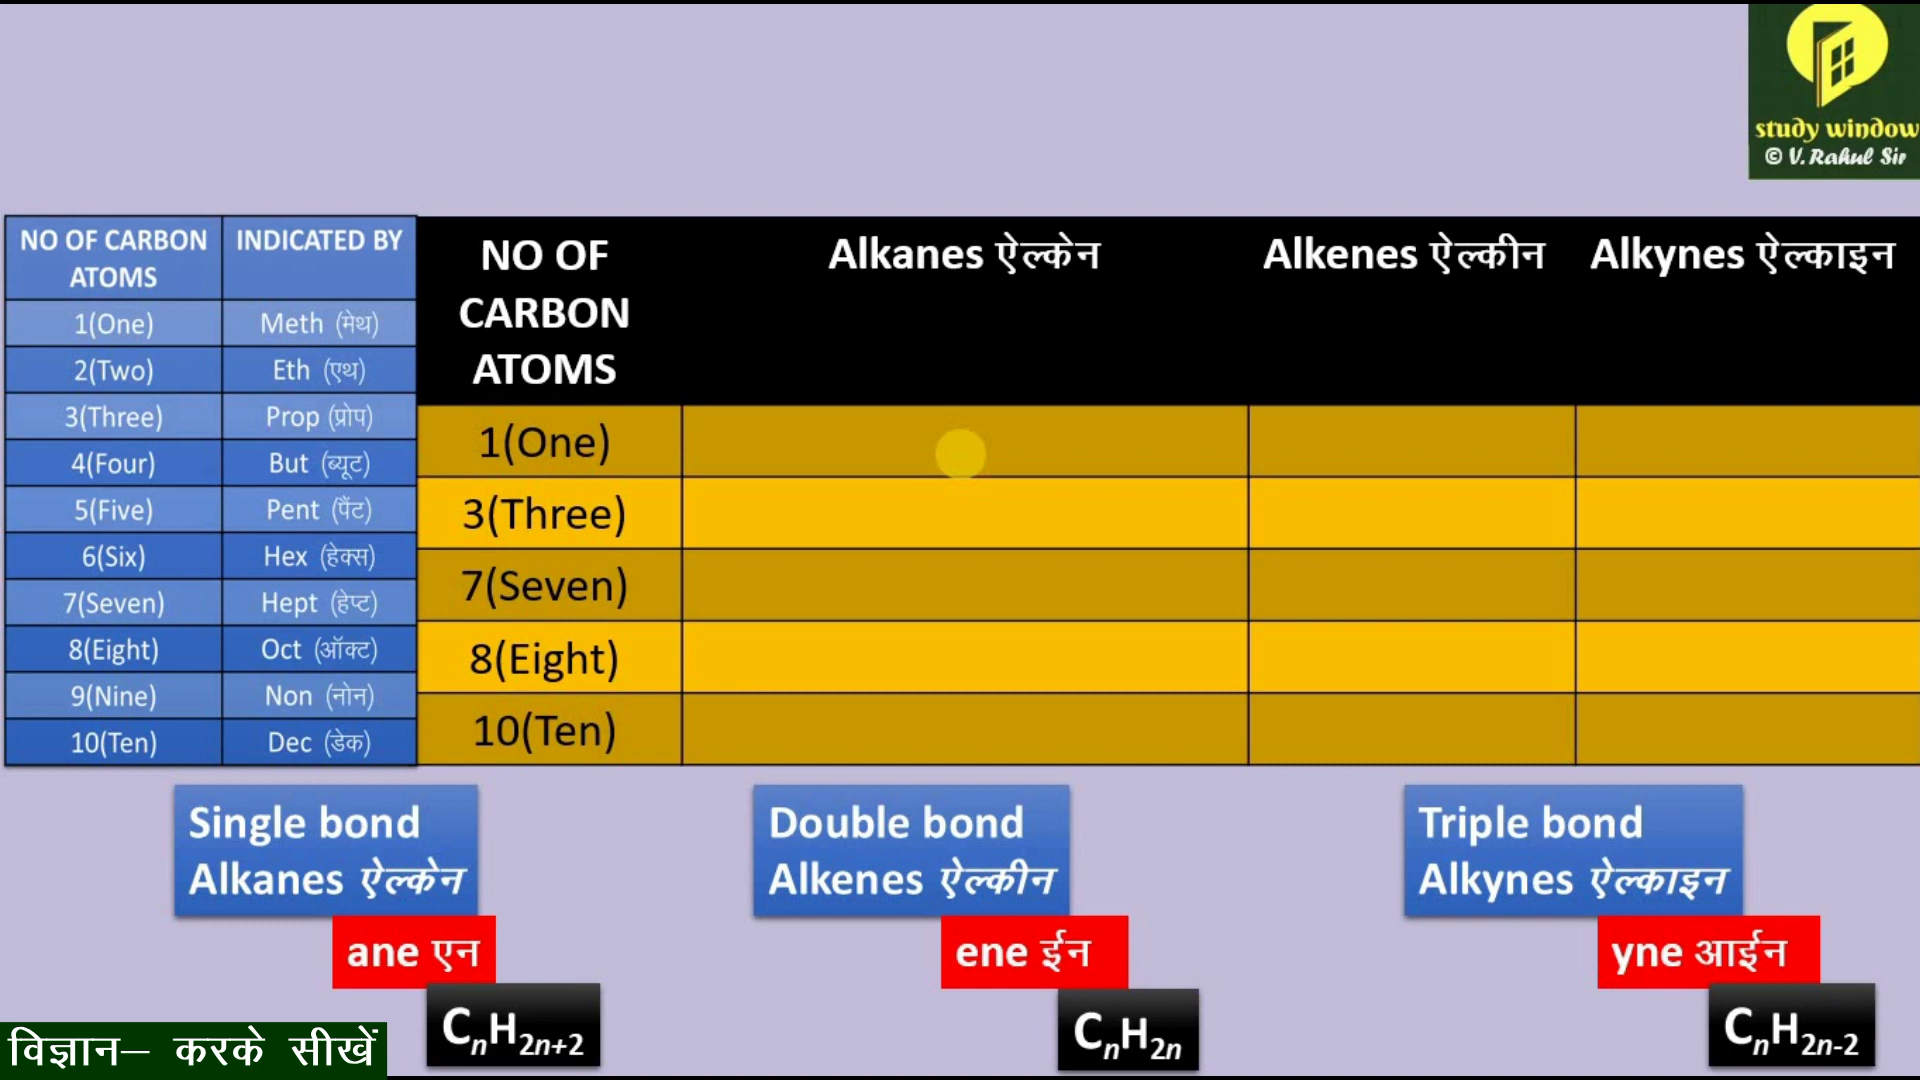 study window
© V. Rahul Sir
NO OF CARBON ATOMS INDICATED BY
1(One) Meth (मेथ)
2(Two) Eth (एथ)
3(Three) Prop (प्रोप)
4(Four) But (ब्यूट)
5(Five) Pent (पैंट)
6(Six) Hex (हेक्स)
7(Seven) Hept (हेप्ट)
8(Eight) Oct (ऑक्ट)
9(Nine) Non (नोन)
10(Ten) Dec (डेक)
NO OF CARBON ATOMS Alkanes ऐल्केन Alkenes ऐल्कीन Alkynes ऐल्काइन
1(One)
3(Three)
7(Seven)
8(Eight)
10(Ten)
Single bond
Alkanes ऐल्केन
ane एन
CₙH₂ₙ₊₂
Double bond
Alkenes ऐल्कीन
ene ईन
CₙH₂ₙ
Triple bond
Alkynes ऐल्काइन
yne आईन
CₙH₂ₙ₋₂
विज्ञान– करके सीखें